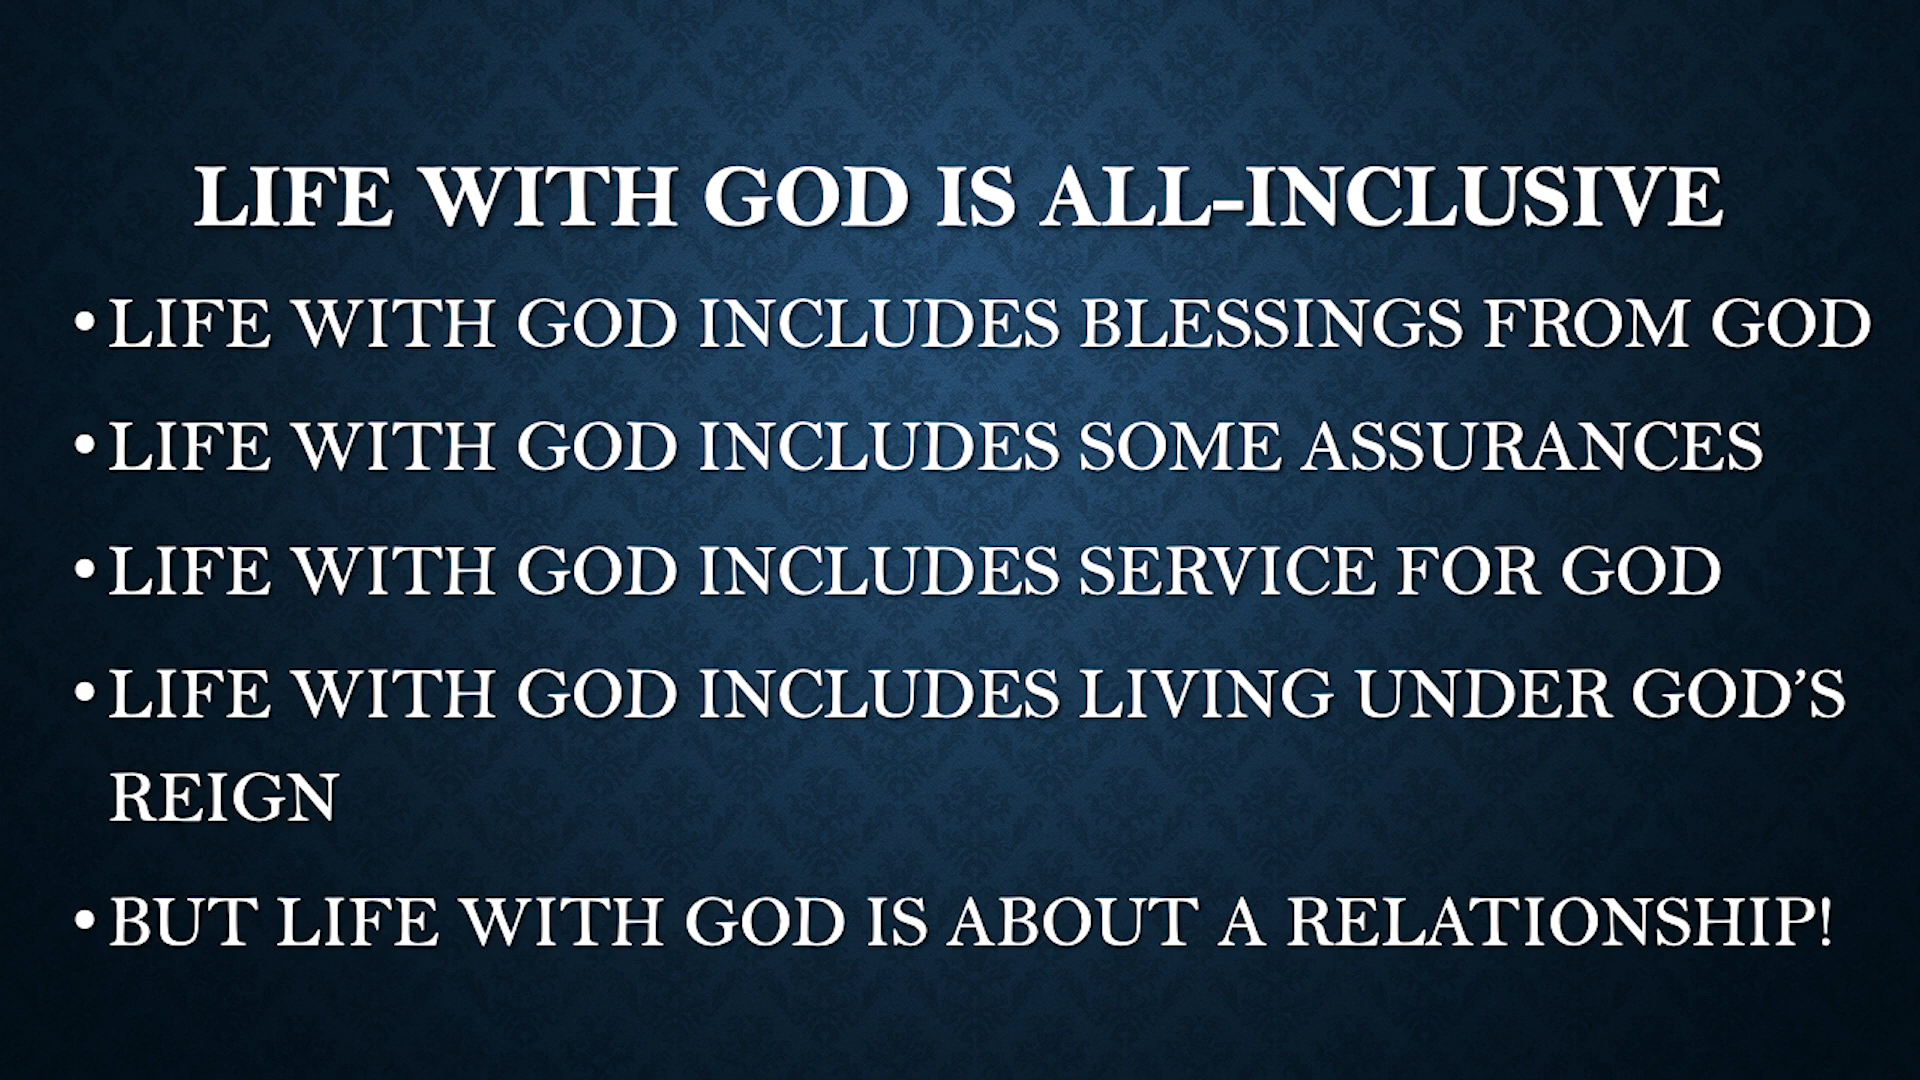 LIFE WITH GOD IS ALL-INCLUSIVE
• LIFE WITH GOD INCLUDES BLESSINGS FROM GOD
• LIFE WITH GOD INCLUDES SOME ASSURANCES
• LIFE WITH GOD INCLUDES SERVICE FOR GOD
• LIFE WITH GOD INCLUDES LIVING UNDER GOD’S
REIGN
• BUT LIFE WITH GOD IS ABOUT A RELATIONSHIP!